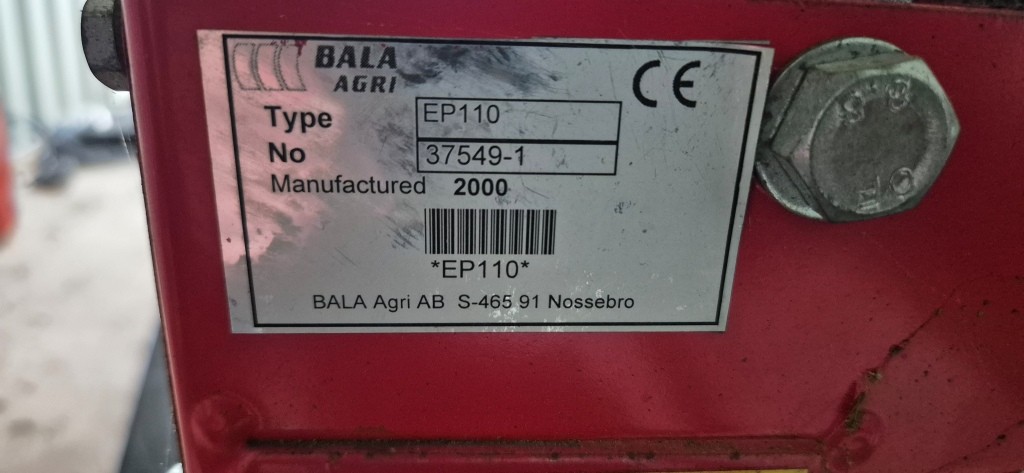 BALA
AGRI
CE
Type EP110
No 37549-1
Manufactured 2000
*EP110*
BALA Agri AB S-465 91 Nossebro